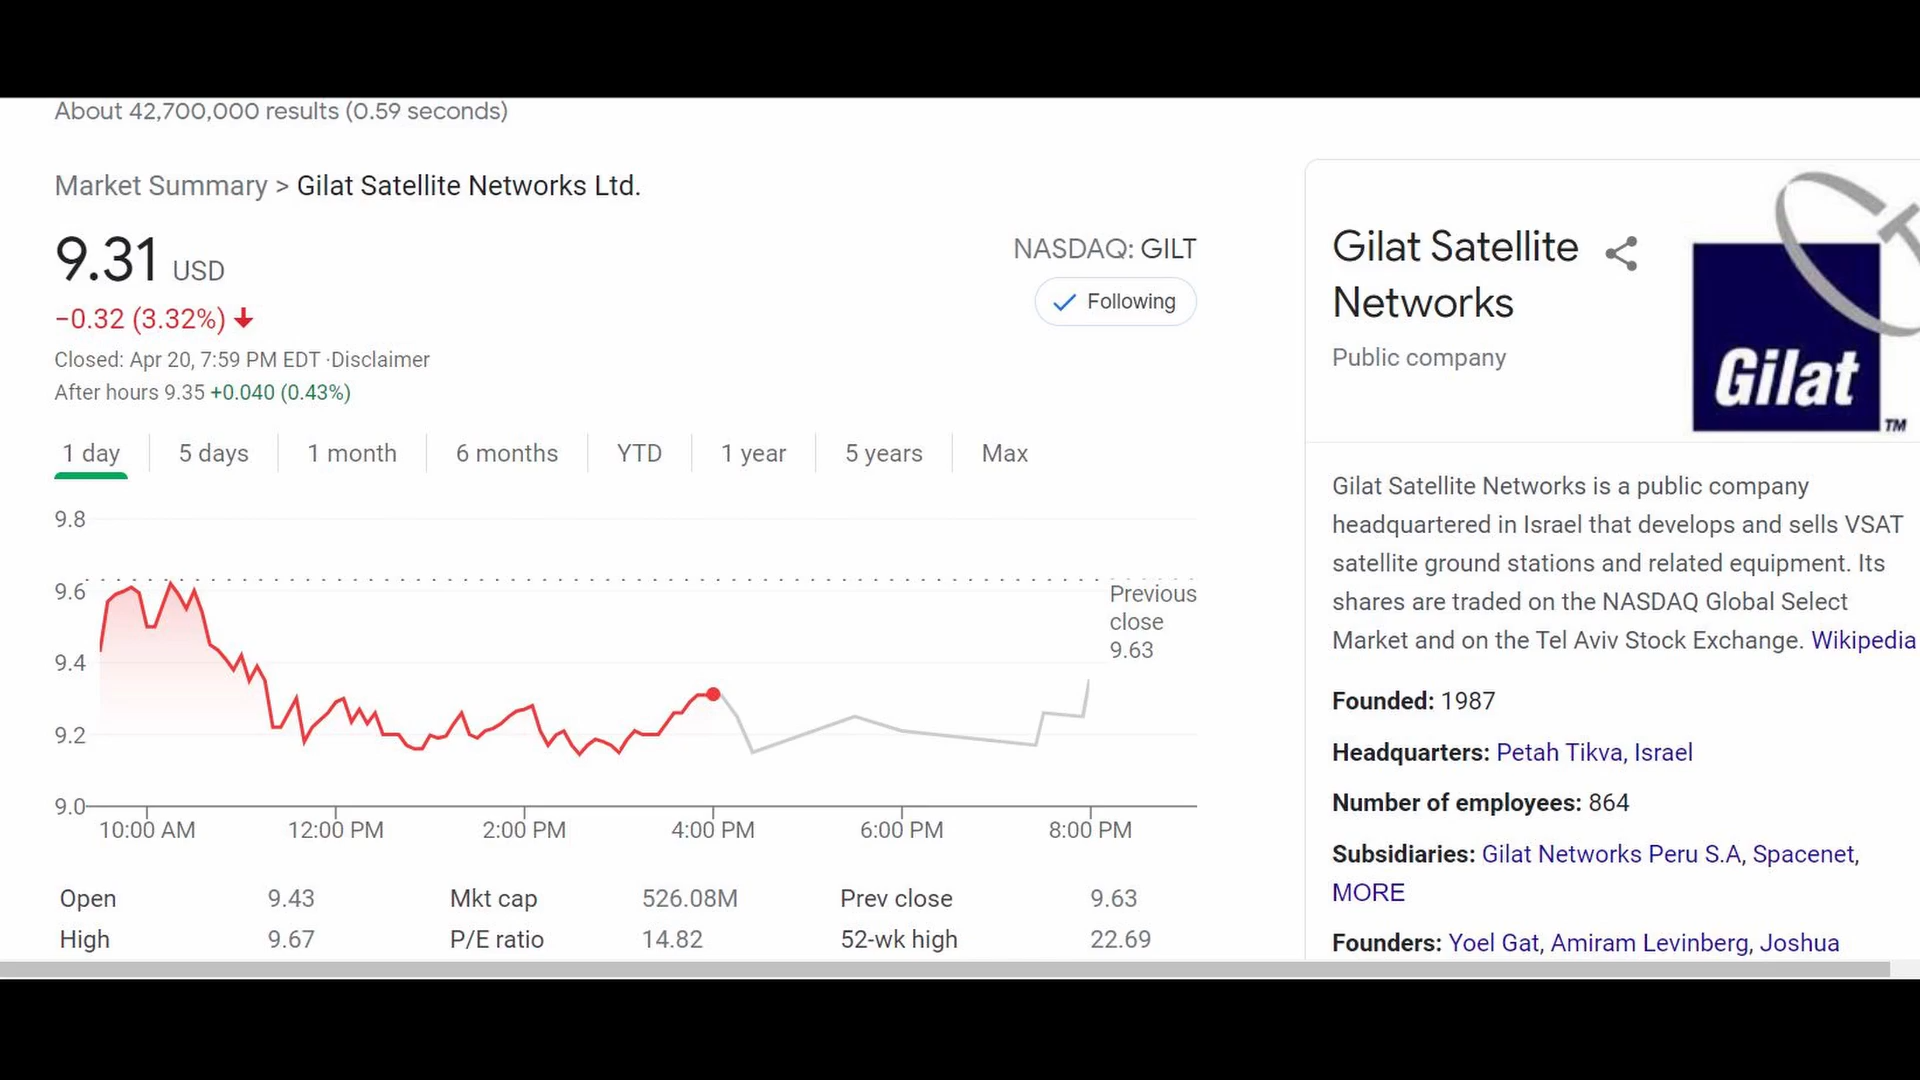 About 42,700,000 results (0.59 seconds)
Market Summary > Gilat Satellite Networks Ltd.
9.31 USD
NASDAQ: GILT
Following
−0.32 (3.32%)
Closed: Apr 20, 7:59 PM EDT ·Disclaimer
After hours 9.35 +0.040 (0.43%)
1 day 5 days 1 month 6 months YTD 1 year 5 years Max
9.8
9.6
9.4
9.2
9.0
Previous
close
9.63
10:00 AM 12:00 PM 2:00 PM 4:00 PM 6:00 PM 8:00 PM
Open 9.43 Mkt cap 526.08M Prev close 9.63
High 9.67 P/E ratio 14.82 52-wk high 22.69
Gilat Satellite
Networks
Public company
Gilat
TM
Gilat Satellite Networks is a public company
headquartered in Israel that develops and sells VSAT
satellite ground stations and related equipment. Its
shares are traded on the NASDAQ Global Select
Market and on the Tel Aviv Stock Exchange. Wikipedia
Founded: 1987
Headquarters: Petah Tikva, Israel
Number of employees: 864
Subsidiaries: Gilat Networks Peru S.A, Spacenet,
MORE
Founders: Yoel Gat, Amiram Levinberg, Joshua